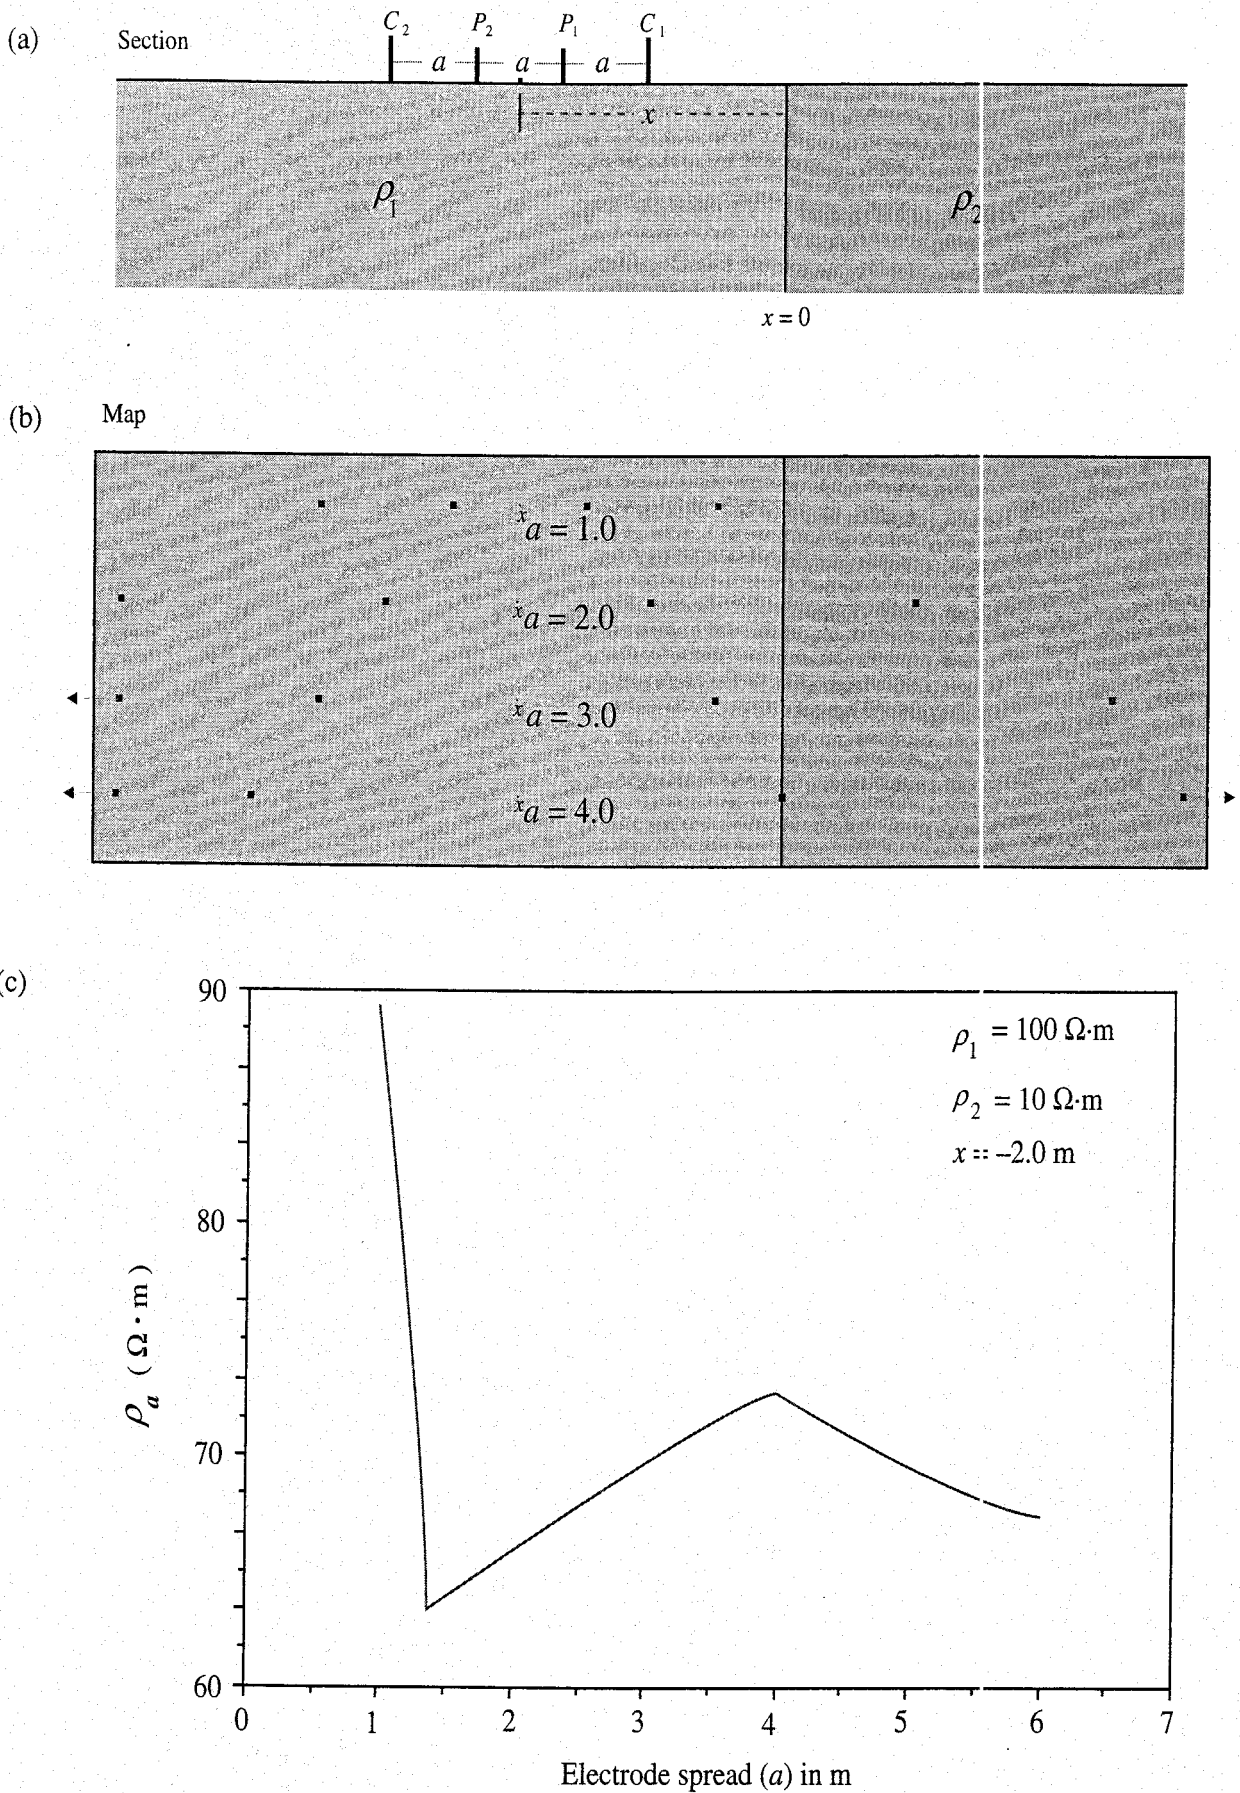 (a) Section C₂ P₂ P₁ C₁
a a a
x
ρ₁ ρ₂
x = 0
(b) Map
x a = 1.0
x a = 2.0
x a = 3.0
x a = 4.0
(c)
90
80
70
60
ρₐ (Ω · m)
ρ₁ = 100 Ω·m
ρ₂ = 10 Ω·m
x = –2.0 m
0 1 2 3 4 5 6 7
Electrode spread (a) in m